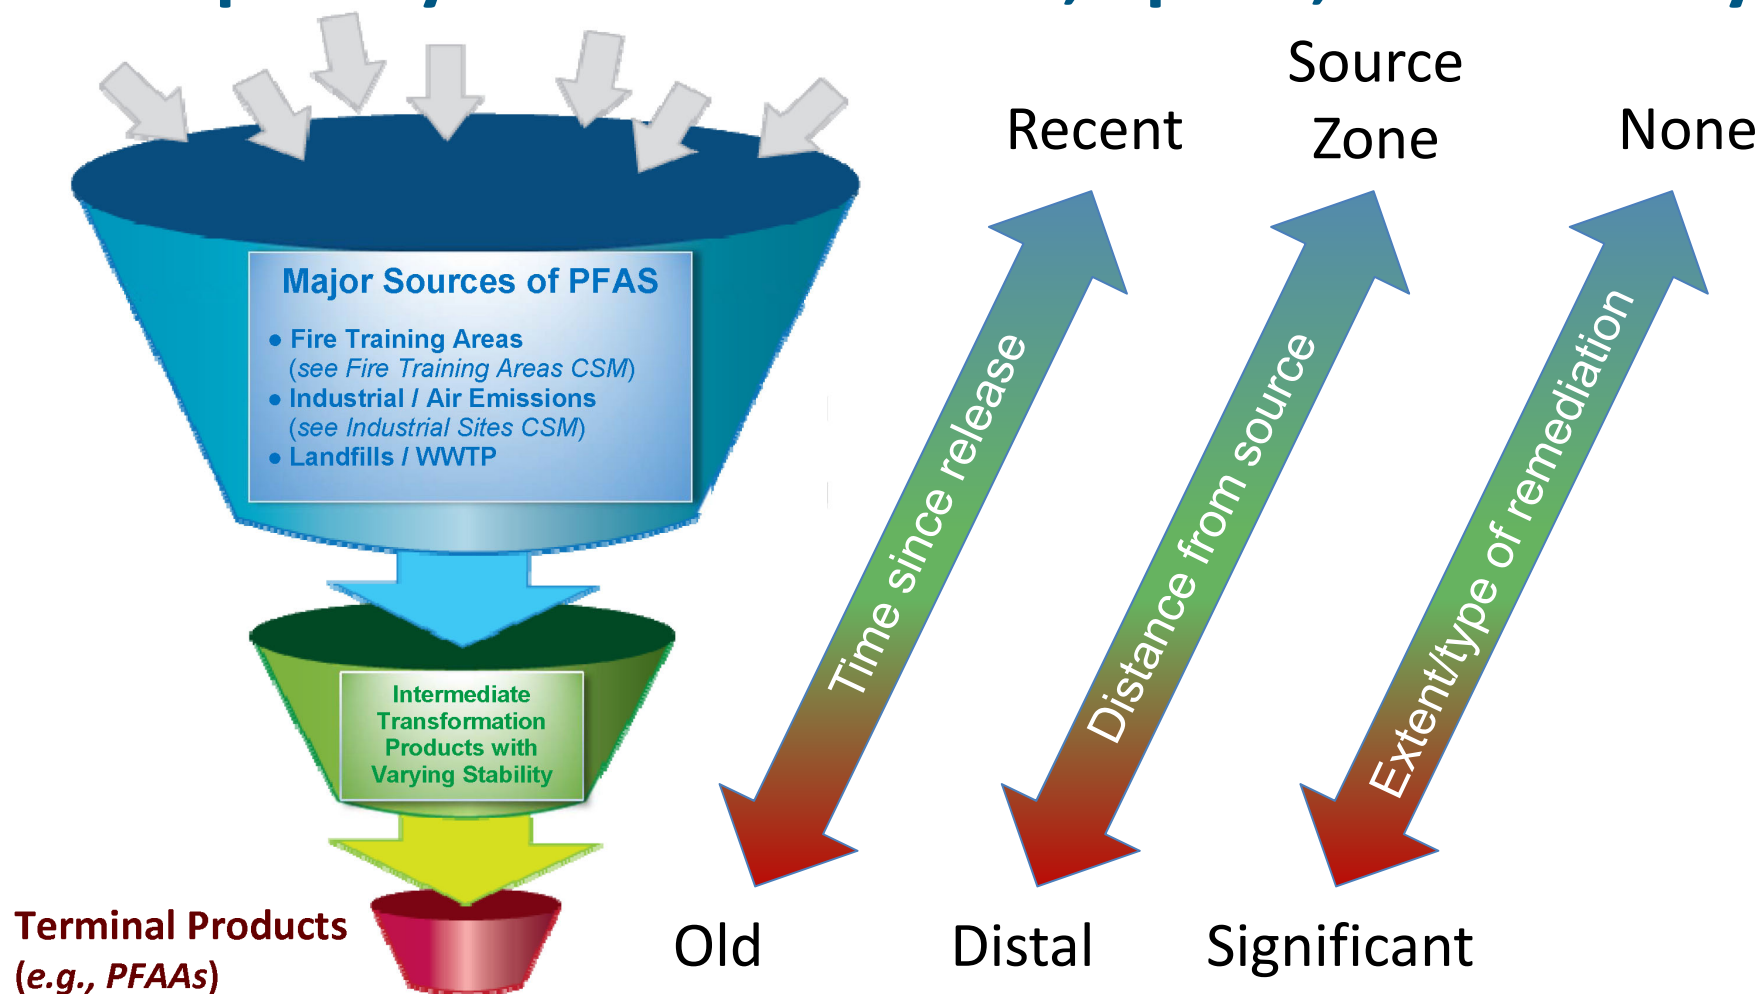 Source
Recent
Zone
None
Major Sources of PFAS
● Fire Training Areas
(see Fire Training Areas CSM)
● Industrial / Air Emissions
(see Industrial Sites CSM)
● Landfills / WWTP
Time since release
Distance from source
Extent/type of remediation
Intermediate
Transformation
Products with
Varying Stability
Terminal Products
(e.g., PFAAs)
Old
Distal
Significant